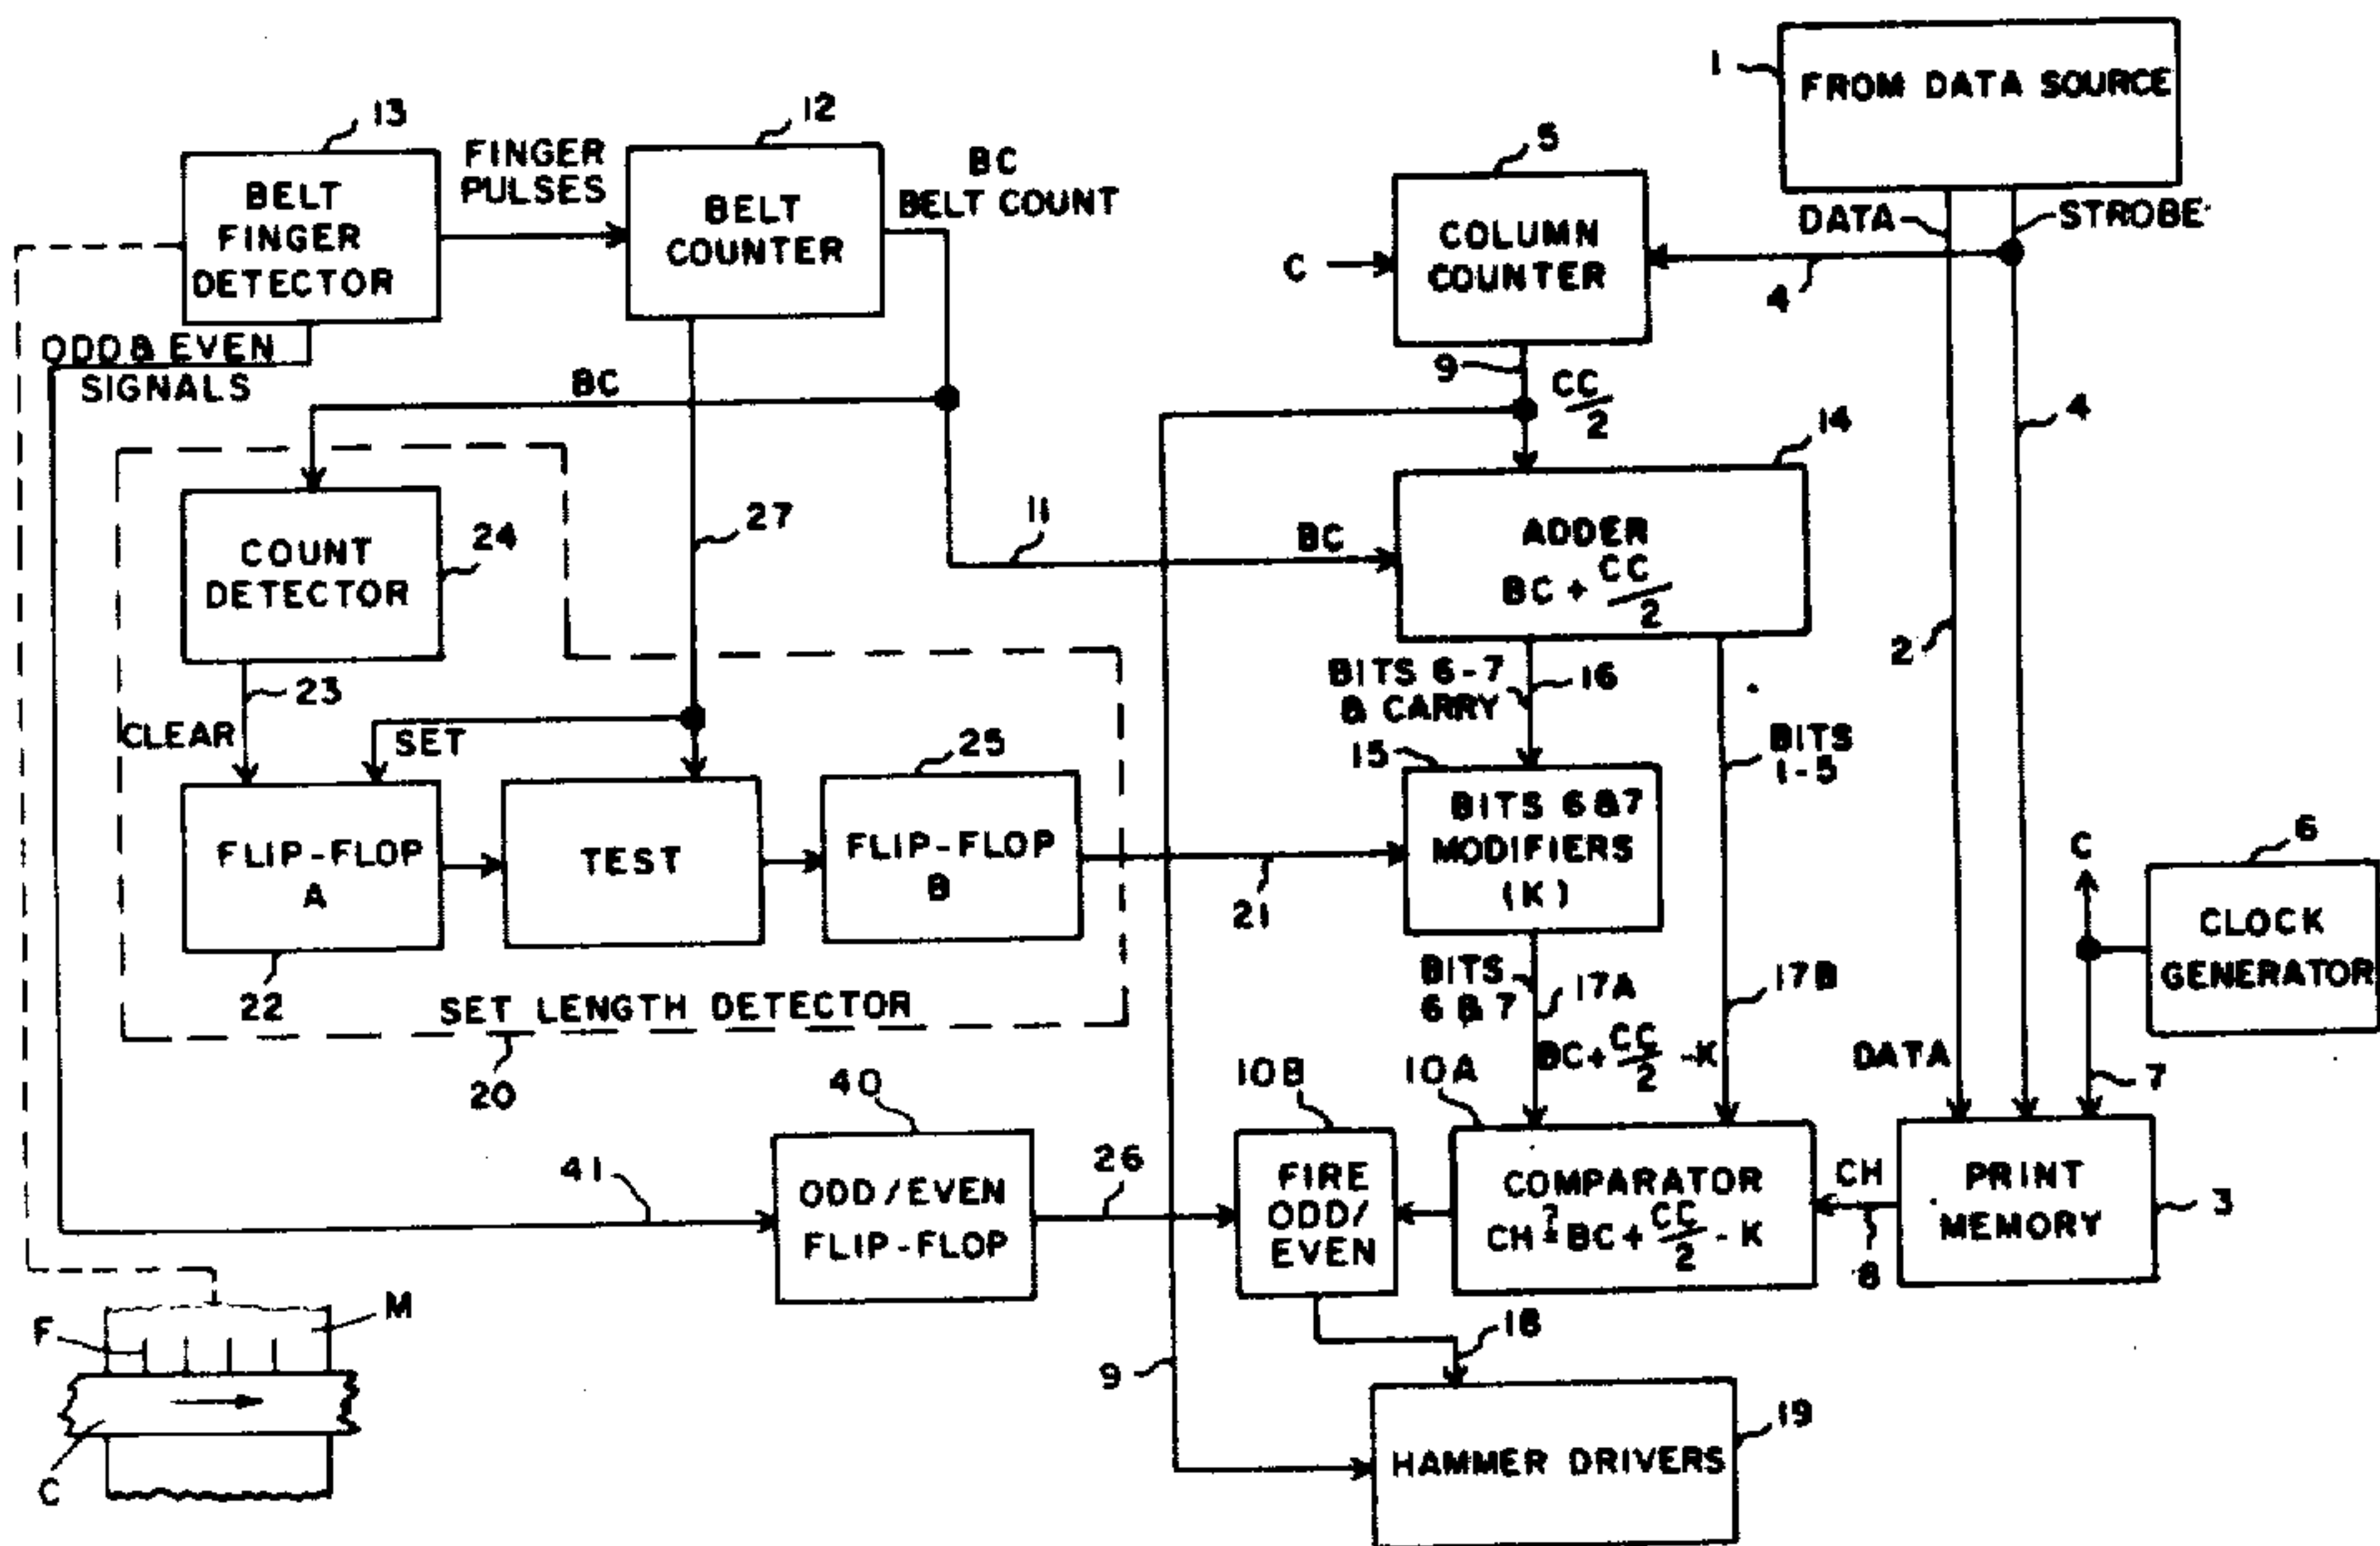 1
FROM DATA SOURCE
13
BELT
FINGER
DETECTOR
FINGER
PULSES
12
BELT
COUNTER
BC
BELT COUNT
5
COLUMN
COUNTER
C
DATA
STROBE
4
ODD & EVEN
SIGNALS
BC
9
CC/2
4
14
ADDER
BC + CC/2
24
COUNT
DETECTOR
27
11
BC
2
23
CLEAR
SET
BITS 6-7
& CARRY
16
BITS
1-5
25
15
FLIP-FLOP
A
TEST
FLIP-FLOP
B
21
BITS 6 & 7
MODIFIERS
(K)
C
6
CLOCK
GENERATOR
22
SET LENGTH DETECTOR
20
BITS
6 & 7
17A
17B
BC + CC/2 - K
DATA
7
40
10B
10A
41
ODD/EVEN
FLIP-FLOP
26
FIRE
ODD/
EVEN
COMPARATOR
CH ?= BC + CC/2 - K
CH
8
PRINT
MEMORY
3
F
M
C
18
9
19
HAMMER DRIVERS